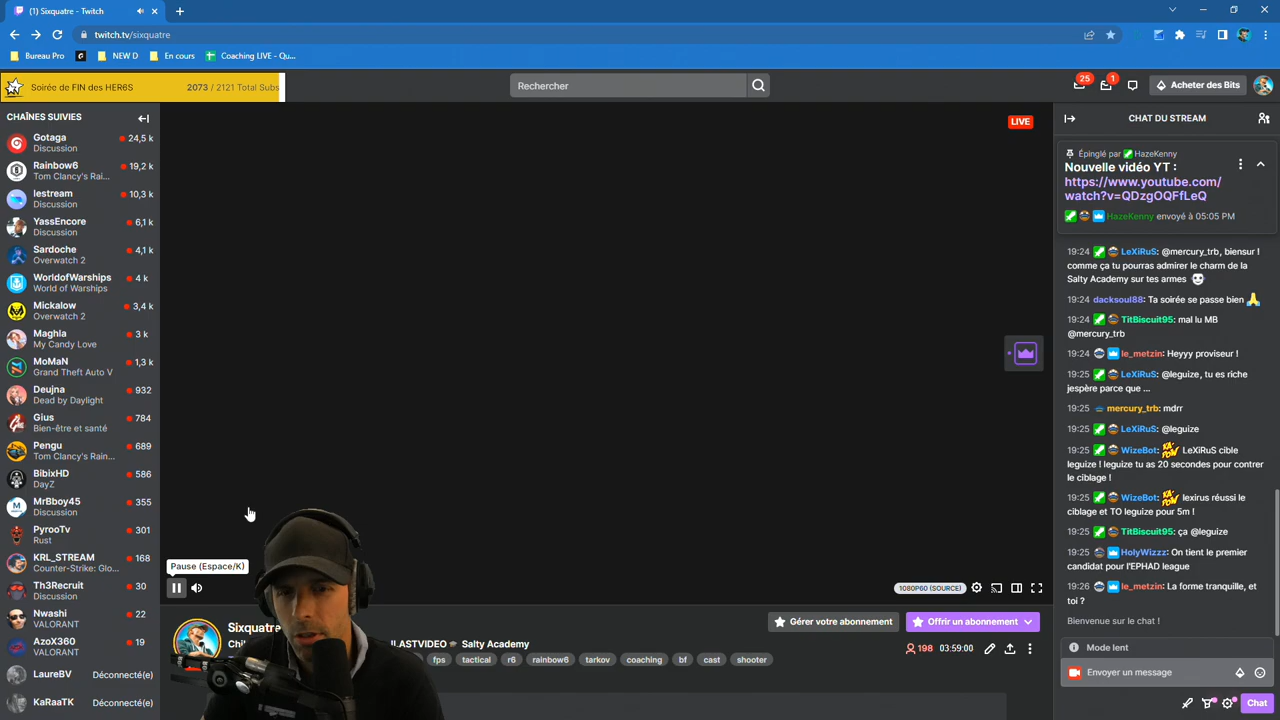 (1) Sixquatre - Twitch
twitch.tv/sixquatre
Bureau Pro
NEW D
En cours
Coaching LIVE - Qu...
Soirée de FIN des HER6S 2073 / 2121 Total Subs
Rechercher
25
1
Acheter des Bits
CHAÎNES SUIVIES
Gotaga 24,5 k
Discussion
Rainbow6 19,2 k
Tom Clancy's Rai...
lestream 10,3 k
Discussion
YassEncore 6,1 k
Discussion
Sardoche 4,1 k
Overwatch 2
WorldofWarships 4 k
World of Warships
Mickalow 3,4 k
Overwatch 2
Maghla 3 k
My Candy Love
MoMaN 1,3 k
Grand Theft Auto V
Deujna 932
Dead by Daylight
Gius 784
Bien-être et santé
Pengu 689
Tom Clancy's Rain...
BibixHD 586
DayZ
MrBboy45 355
Discussion
PyrooTv 301
Rust
KRL_STREAM 168
Counter-Strike: Glo...
Th3Recruit 30
Discussion
Nwashi 22
VALORANT
AzoX360 19
VALORANT
LaureBV Déconnecté(e)
KaRaaTK Déconnecté(e)
LIVE
Pause (Espace/K)
1080P60 (SOURCE)
Sixquatre
Gérer votre abonnement
Offrir un abonnement
!LASTVIDEO Salty Academy
198 03:59:00
fps tactical r6 rainbow6 tarkov coaching bf cast shooter
CHAT DU STREAM
Épinglé par HazeKenny
Nouvelle vidéo YT :
https://www.youtube.com/
watch?v=QDzgOQFfLeQ
HazeKenny envoyé à 05:05 PM
19:24 LeXiRuS: @mercury_trb, biensur !
comme ça tu pourras admirer le charm de la
Salty Academy sur tes armes
19:24 dacksoul88: Ta soirée se passe bien
19:24 TitBiscuit95: mal lu MB
@mercury_trb
19:24 le_metzin: Heyyy proviseur !
19:25 LeXiRuS: @leguize, tu es riche
jespère parce que ...
19:25 mercury_trb: mdrr
19:25 LeXiRuS: @leguize
19:25 WizeBot: LeXiRuS cible
leguize ! leguize tu as 20 secondes pour contrer
le ciblage !
19:25 WizeBot: lexirus réussi le
ciblage et TO leguize pour 5m !
19:25 TitBiscuit95: ça @leguize
19:25 HolyWizzz: On tient le premier
candidat pour l'EPHAD league
19:26 le_metzin: La forme tranquille, et
toi ?
Bienvenue sur le chat !
Mode lent
Envoyer un message
Chat